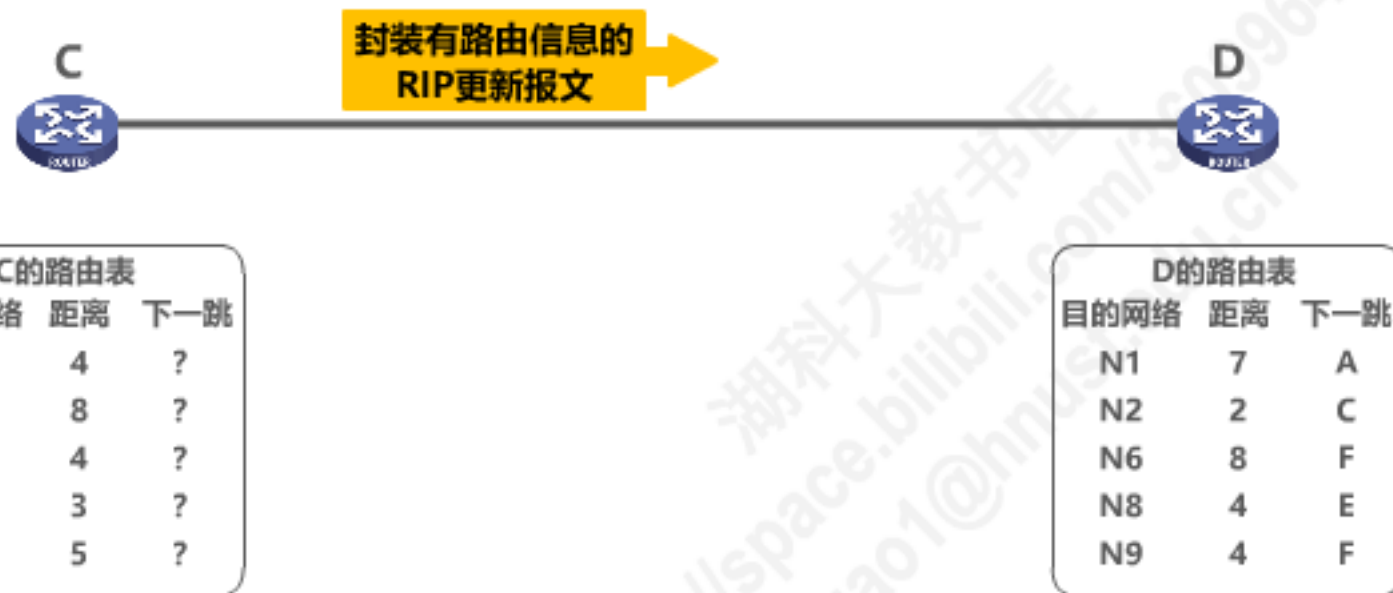 C
封装有路由信息的
RIP更新报文
D
ROUTER
ROUTER
C的路由表
络 距离 下一跳
4 ?
8 ?
4 ?
3 ?
5 ?
D的路由表
目的网络 距离 下一跳
N1 7 A
N2 2 C
N6 8 F
N8 4 E
N9 4 F
湖科大教书匠